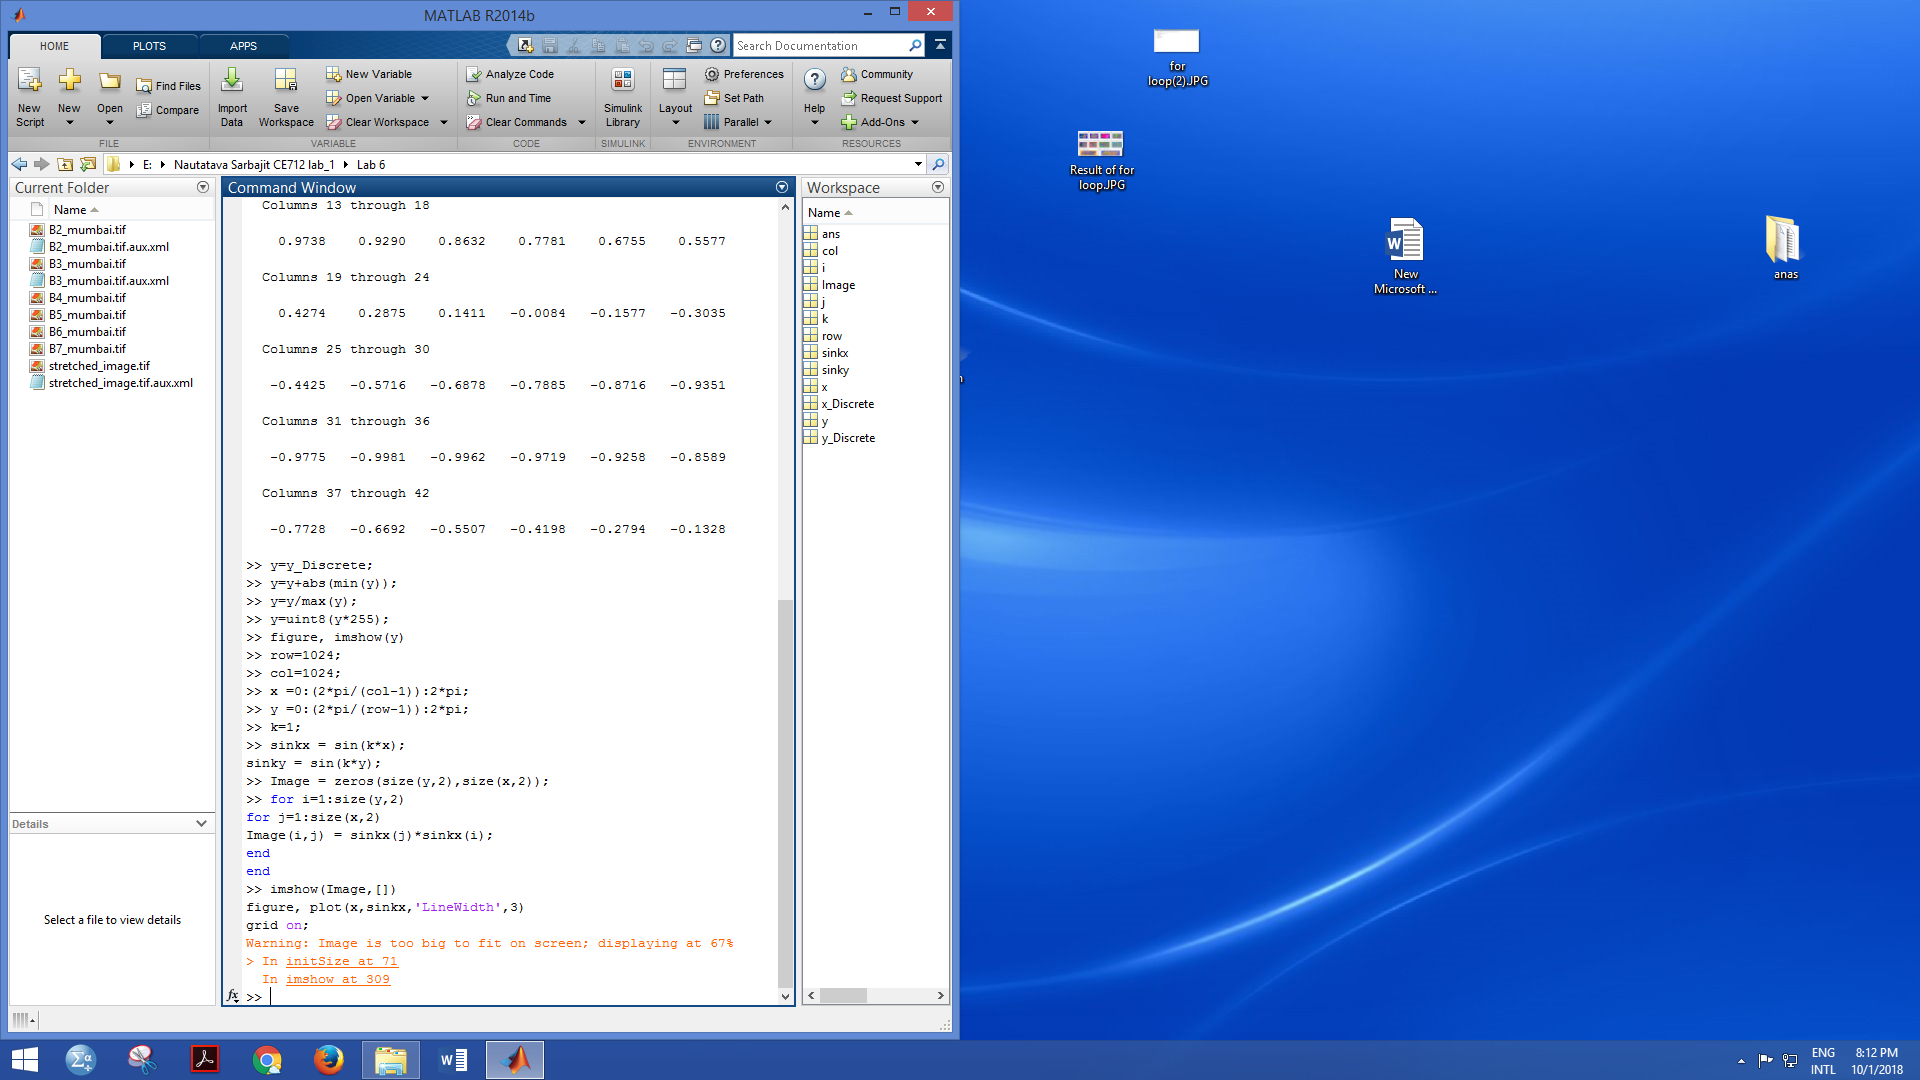 MATLAB R2014b
HOME
PLOTS
APPS
Search Documentation
New Script
New
Open
Find Files
Compare
Import Data
Save Workspace
New Variable
Open Variable
Clear Workspace
Analyze Code
Run and Time
Clear Commands
Simulink Library
Layout
Preferences
Set Path
Parallel
Help
Community
Request Support
Add-Ons
FILE
VARIABLE
CODE
SIMULINK
ENVIRONMENT
RESOURCES
E:
Nautatava Sarbajit CE712 lab_1
Lab 6
Current Folder
Name
B2_mumbai.tif
B2_mumbai.tif.aux.xml
B3_mumbai.tif
B3_mumbai.tif.aux.xml
B4_mumbai.tif
B5_mumbai.tif
B6_mumbai.tif
B7_mumbai.tif
stretched_image.tif
stretched_image.tif.aux.xml
Details
Select a file to view details
Command Window
Columns 13 through 18
0.9738 0.9290 0.8632 0.7781 0.6755 0.5577
Columns 19 through 24
0.4274 0.2875 0.1411 -0.0084 -0.1577 -0.3035
Columns 25 through 30
-0.4425 -0.5716 -0.6878 -0.7885 -0.8716 -0.9351
Columns 31 through 36
-0.9775 -0.9981 -0.9962 -0.9719 -0.9258 -0.8589
Columns 37 through 42
-0.7728 -0.6692 -0.5507 -0.4198 -0.2794 -0.1328
>> y=y_Discrete;
>> y=y+abs(min(y));
>> y=y/max(y);
>> y=uint8(y*255);
>> figure, imshow(y)
>> row=1024;
>> col=1024;
>> x =0:(2*pi/(col-1)):2*pi;
>> y =0:(2*pi/(row-1)):2*pi;
>> k=1;
>> sinkx = sin(k*x);
sinky = sin(k*y);
>> Image = zeros(size(y,2),size(x,2));
>> for i=1:size(y,2)
for j=1:size(x,2)
Image(i,j) = sinkx(j)*sinkx(i);
end
end
>> imshow(Image,[])
figure, plot(x,sinkx,'LineWidth',3)
grid on;
Warning: Image is too big to fit on screen; displaying at 67%
> In initSize at 71
In imshow at 309
fx >>
Workspace
Name
ans
col
i
Image
j
k
row
sinkx
sinky
x
x_Discrete
y
y_Discrete
for
loop(2).JPG
Result of for
loop.JPG
New
Microsoft ...
anas
ENG
INTL
8:12 PM
10/1/2018